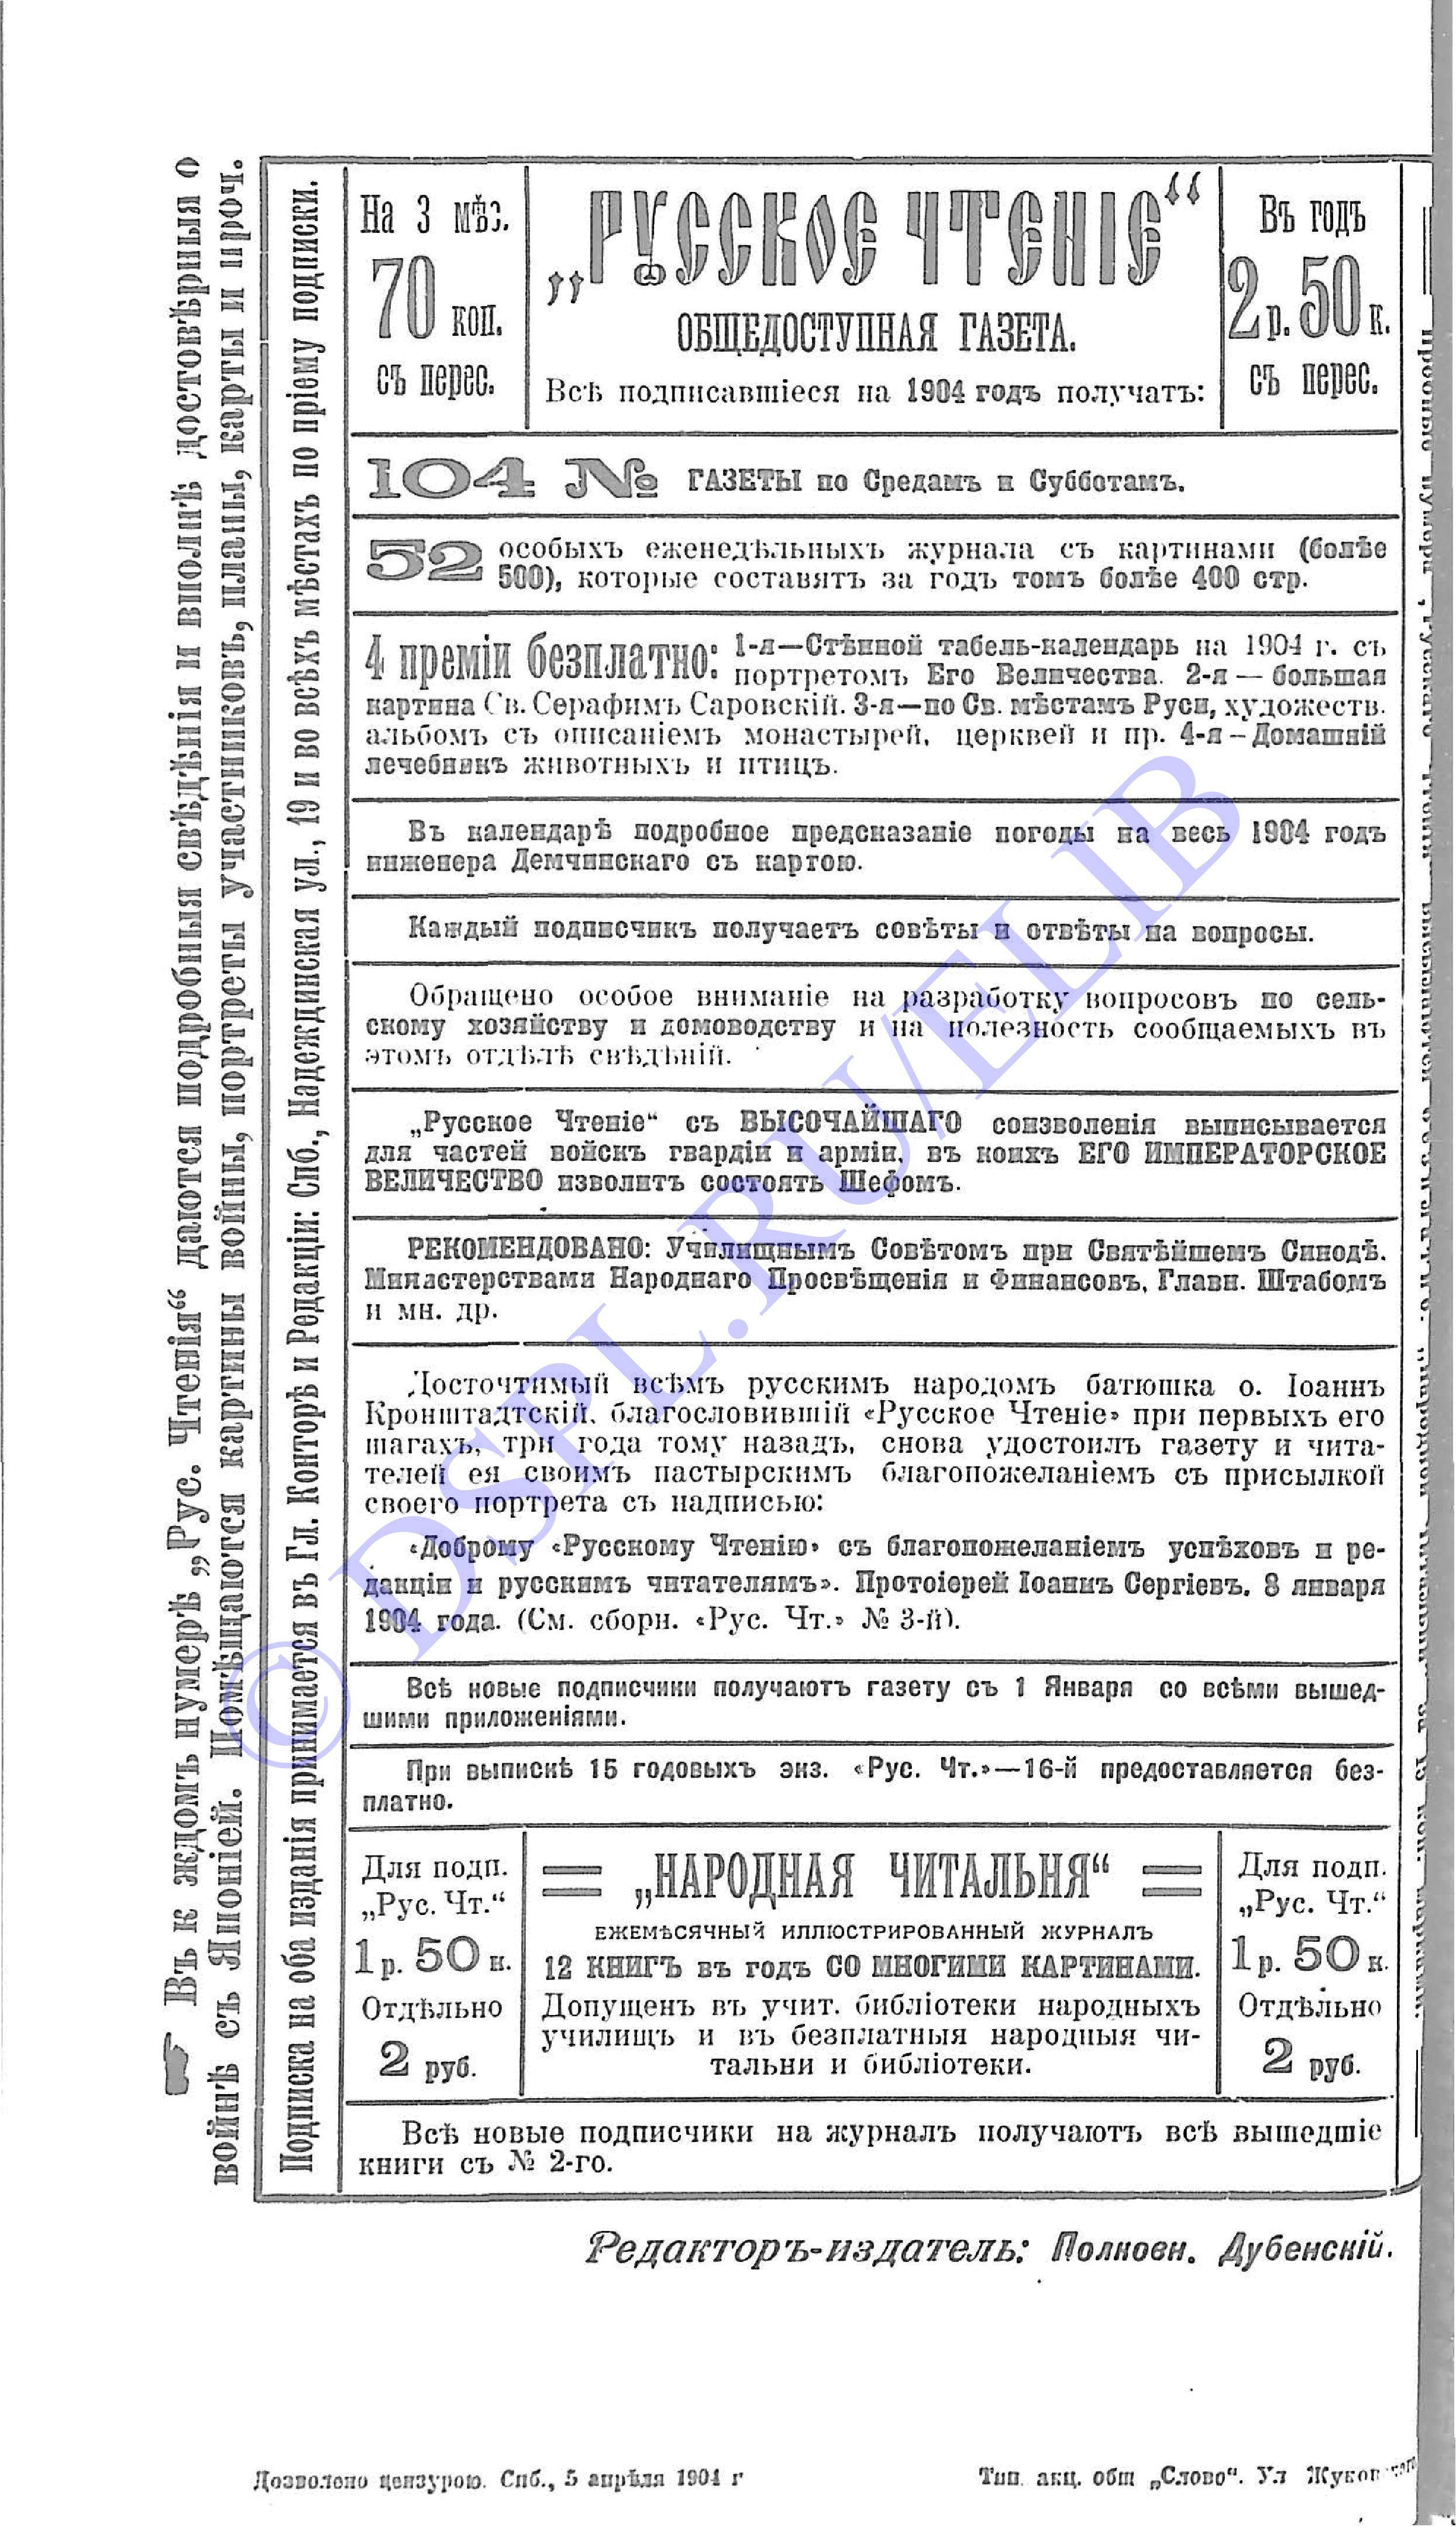 Въ к ждомъ нумерѣ „Рус. Чтенія“ даются подробныя свѣдѣнія и вполнѣ достовѣрныя о
войнѣ съ Японіей. Помѣщаются картины войны, портреты участниковъ, планы, карты и проч.
Подписка на оба изданія принимается въ Гл. Конторѣ и Редакціи: Спб., Надеждинская ул., 19 и во всѣхъ мѣстахъ по пріему подписки.
На 3 мѣс.
70 коп.
съ перес.
„РУССКОЕ ЧТЕНІЕ“
ОБЩЕДОСТУПНАЯ ГАЗЕТА.
Всѣ подписавшіеся на 1904 годъ получатъ:
Въ годъ
2 р. 50 к.
съ перес.
104 № ГАЗЕТЫ по Средамъ и Субботамъ.
52 особыхъ еженедѣльныхъ журнала съ картинами (болѣе
500), которые составятъ за годъ томъ болѣе 400 стр.
4 преміи безплатно: 1-я—Стѣнной табель-календарь на 1904 г. съ
портретомъ Его Величества. 2-я — большая
картина Св. Серафимъ Саровскій. 3-я—по Св. мѣстамъ Руси, художеств.
альбомъ съ описаніемъ монастырей, церквей и пр. 4-я – Домашній
лечебникъ животныхъ и птицъ.
Въ календарѣ подробное предсказаніе погоды на весь 1904 годъ
инженера Демчинскаго съ картою.
Каждый подписчикъ получаетъ совѣты и отвѣты на вопросы.
Обращено особое вниманіе на разработку вопросовъ по сель-
скому хозяйству и домоводству и на полезность сообщаемыхъ въ
этомъ отдѣлѣ свѣдѣній.
„Русское Чтеніе“ съ ВЫСОЧАЙШАГО соизволенія выписывается
для частей войскъ гвардіи и арміи, въ коихъ ЕГО ИМПЕРАТОРСКОЕ
ВЕЛИЧЕСТВО изволитъ состоять Шефомъ.
РЕКОМЕНДОВАНО: Училищнымъ Совѣтомъ при Святѣйшемъ Синодѣ,
Министерствами Народнаго Просвѣщенія и Финансовъ, Главн. Штабомъ
и мн. др.
Досточтимый всѣмъ русскимъ народомъ батюшка о. Іоаннъ
Кронштадтскій, благословившій «Русское Чтеніе» при первыхъ его
шагахъ, три года тому назадъ, снова удостоилъ газету и чита-
телей ея своимъ пастырскимъ благопожеланіемъ съ присылкой
своего портрета съ надписью:
«Доброму «Русскому Чтенію» съ благопожеланіемъ успѣховъ и ре-
дакціи и русскимъ читателямъ». Протоіерей Іоаннъ Сергіевъ. 8 января
1904 года. (См. сборн. «Рус. Чт.» № 3-й).
Всѣ новые подписчики получаютъ газету съ 1 Января со всѣми вышед-
шими приложеніями.
При выпискѣ 15 годовыхъ экз. «Рус. Чт.»—16-й предоставляется без-
платно.
Для подп.
„Рус. Чт.“
1 р. 50 к.
Отдѣльно
2 руб.
„НАРОДНАЯ ЧИТАЛЬНЯ“
ЕЖЕМѢСЯЧНЫЙ ИЛЛЮСТРИРОВАННЫЙ ЖУРНАЛЪ
12 КНИГЪ въ годъ СО МНОГИМИ КАРТИНАМИ.
Допущенъ въ учит. библіотеки народныхъ
училищъ и въ безплатныя народныя чи-
тальни и библіотеки.
Для подп.
„Рус. Чт.“
1 р. 50 к.
Отдѣльно
2 руб.
Всѣ новые подписчики на журналъ получаютъ всѣ вышедшіе
книги съ № 2-го.
Редакторъ-издатель: Полковн. Дубенскій.
Дозволено цензурою. Спб., 5 апрѣля 1904 г
Тип. акц. общ „Слово“. Ул Жуковского
© DSPL.RU/ELIB